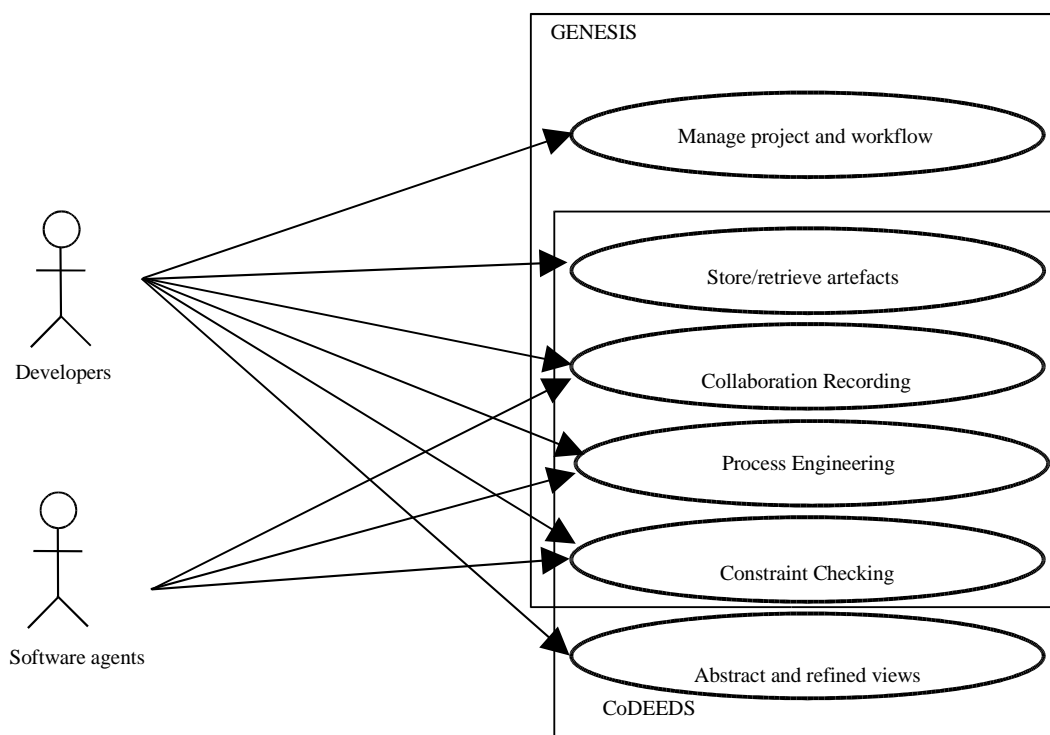 GENESIS
Manage project and workflow
Store/retrieve artefacts
Developers
Collaboration Recording
Process Engineering
Constraint Checking
Software agents
Abstract and refined views
CoDEEDS